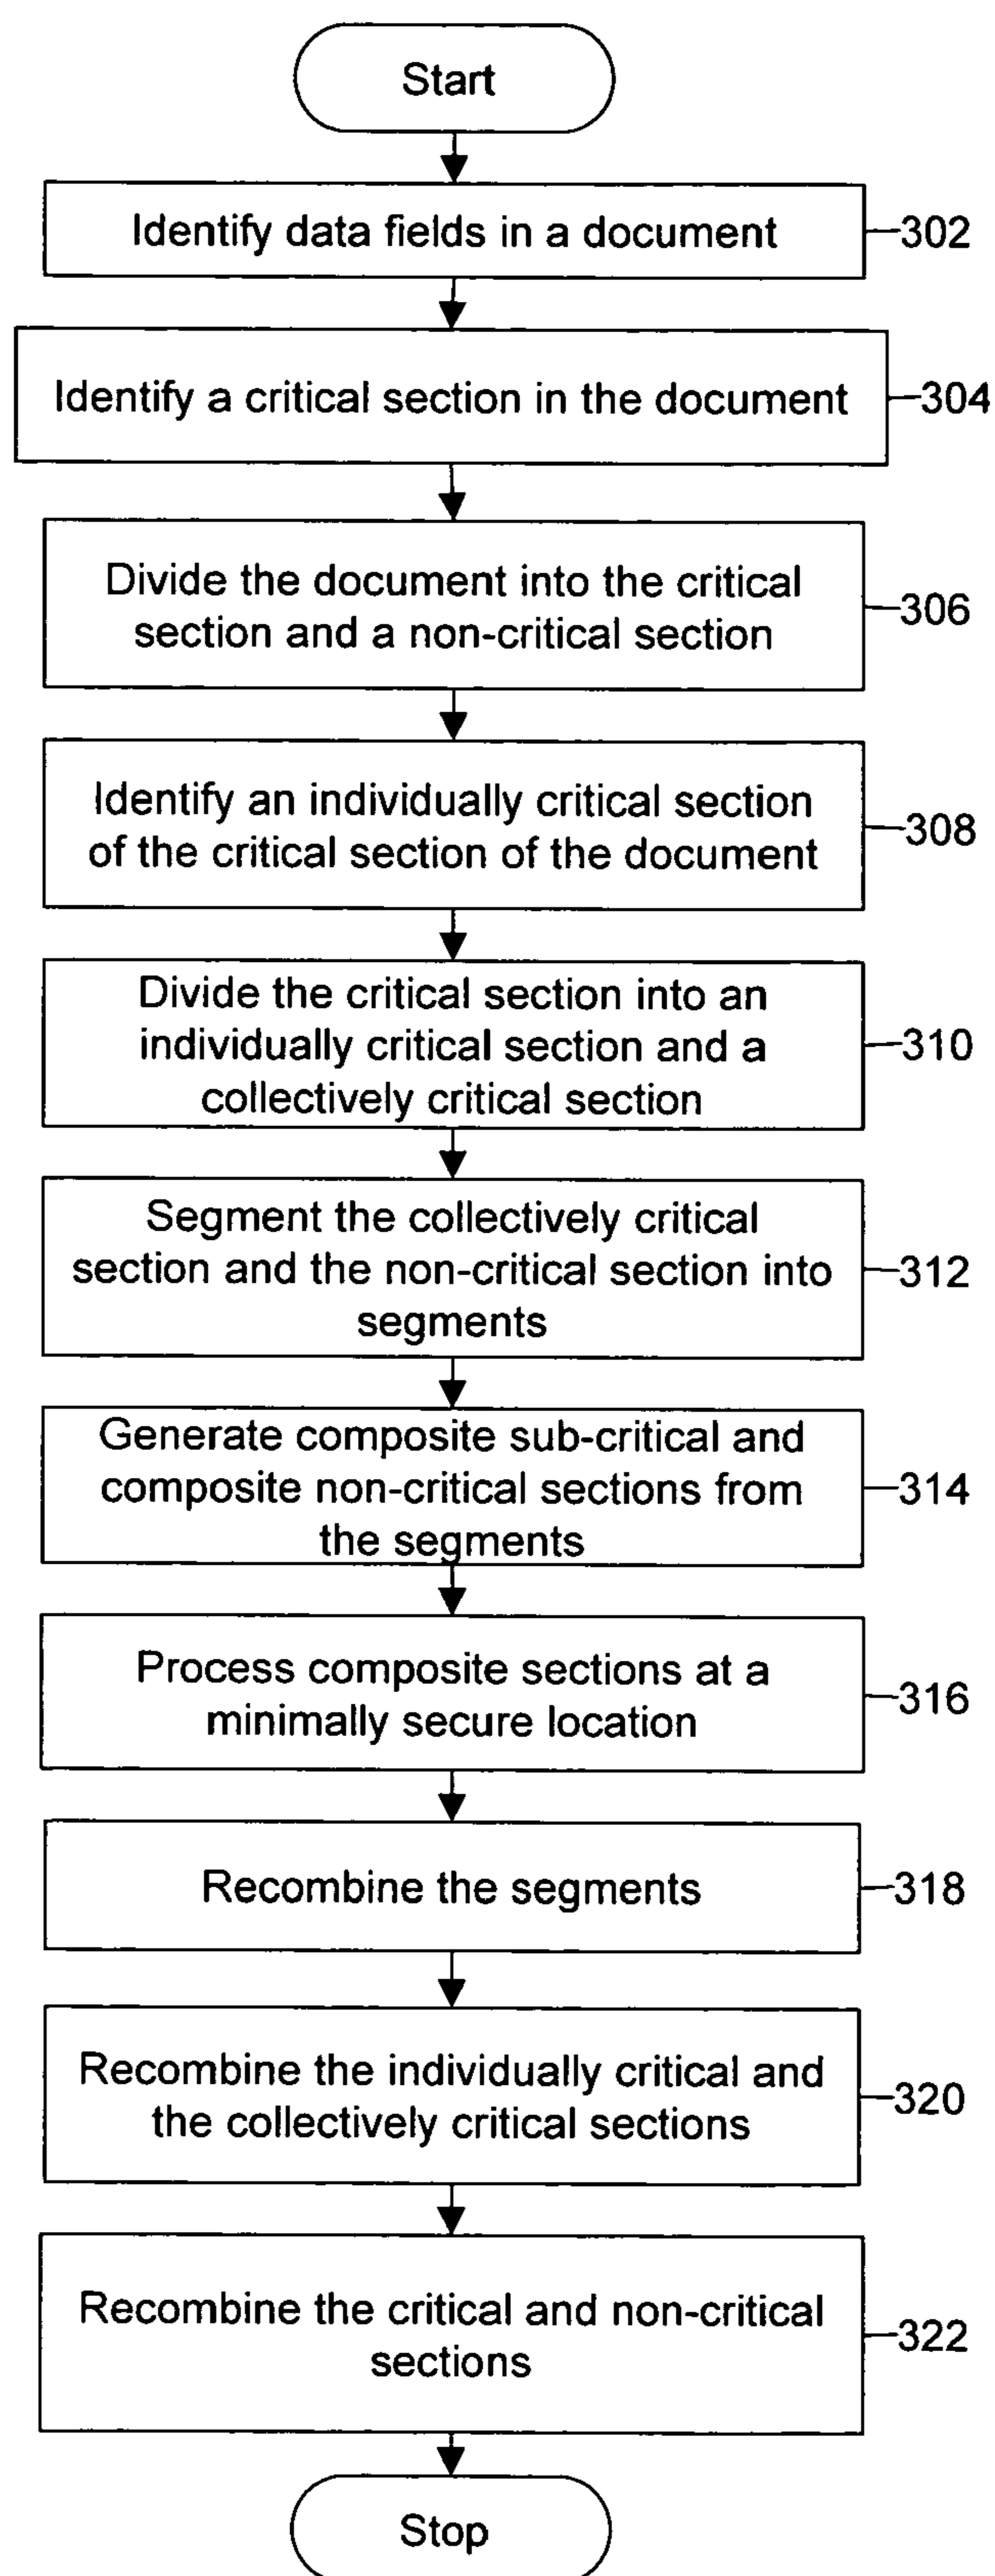 Start
Identify data fields in a document
302
Identify a critical section in the document
304
Divide the document into the critical
section and a non-critical section
306
Identify an individually critical section
of the critical section of the document
308
Divide the critical section into an
individually critical section and a
collectively critical section
310
Segment the collectively critical
section and the non-critical section into
segments
312
Generate composite sub-critical and
composite non-critical sections from
the segments
314
Process composite sections at a
minimally secure location
316
Recombine the segments
318
Recombine the individually critical and
the collectively critical sections
320
Recombine the critical and non-critical
sections
322
Stop